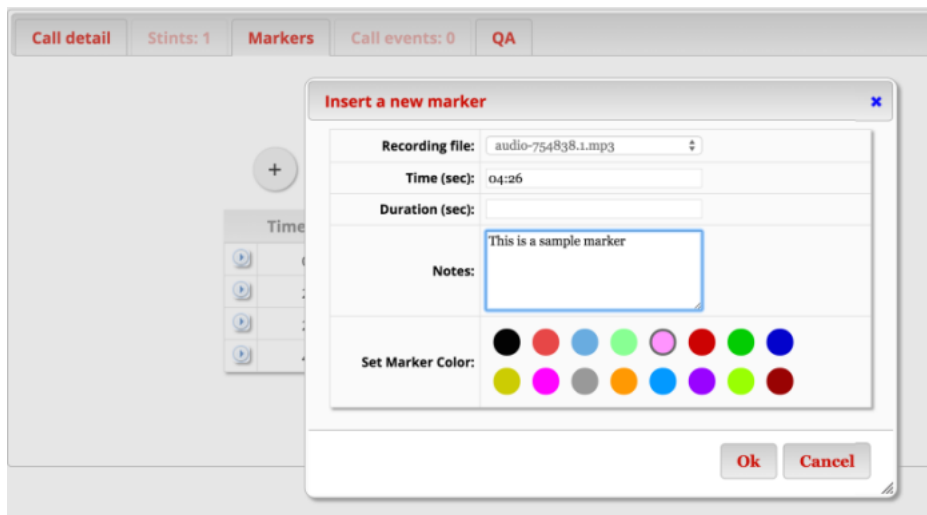 Call detail Stints: 1 Markers Call events: 0 QA
Insert a new marker
Recording file: audio-754838.1.mp3
+
Time (sec): 04:26
Duration (sec):
Time
This is a sample marker
Notes:
Set Marker Color:
Ok Cancel